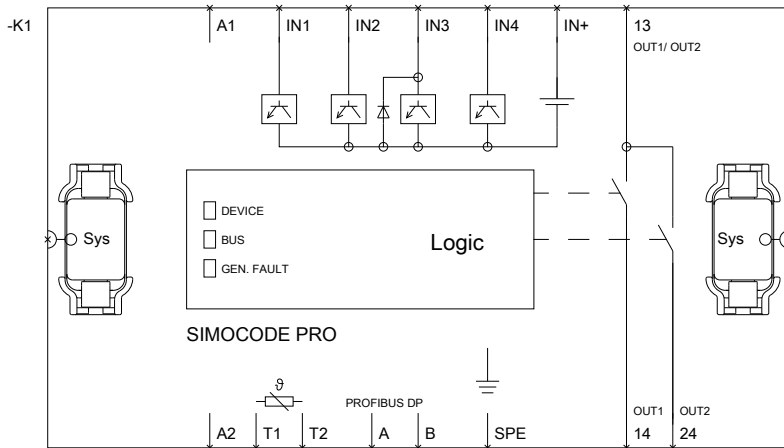 -K1 A1 IN1 IN2 IN3 IN4 IN+ 13
OUT1/ OUT2
DEVICE
Sys BUS Logic Sys
GEN. FAULT
SIMOCODE PRO
ϑ
PROFIBUS DP OUT1 OUT2
A2 T1 T2 A B SPE 14 24